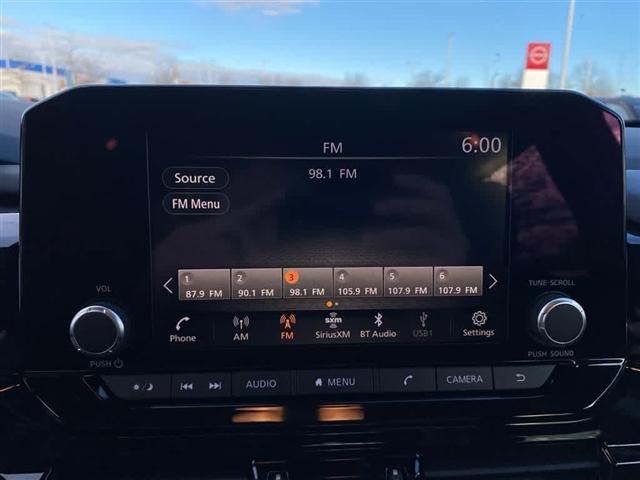 FM 6:00
98.1 FM
Source
FM Menu
1 2 3 4 5 6
87.9 FM 90.1 FM 98.1 FM 105.9 FM 107.9 FM 107.9 FM
VOL
TUNE-SCROLL
sxm
Phone AM FM SiriusXM BT Audio USB1 Settings
PUSH
PUSH SOUND
AUDIO MENU CAMERA